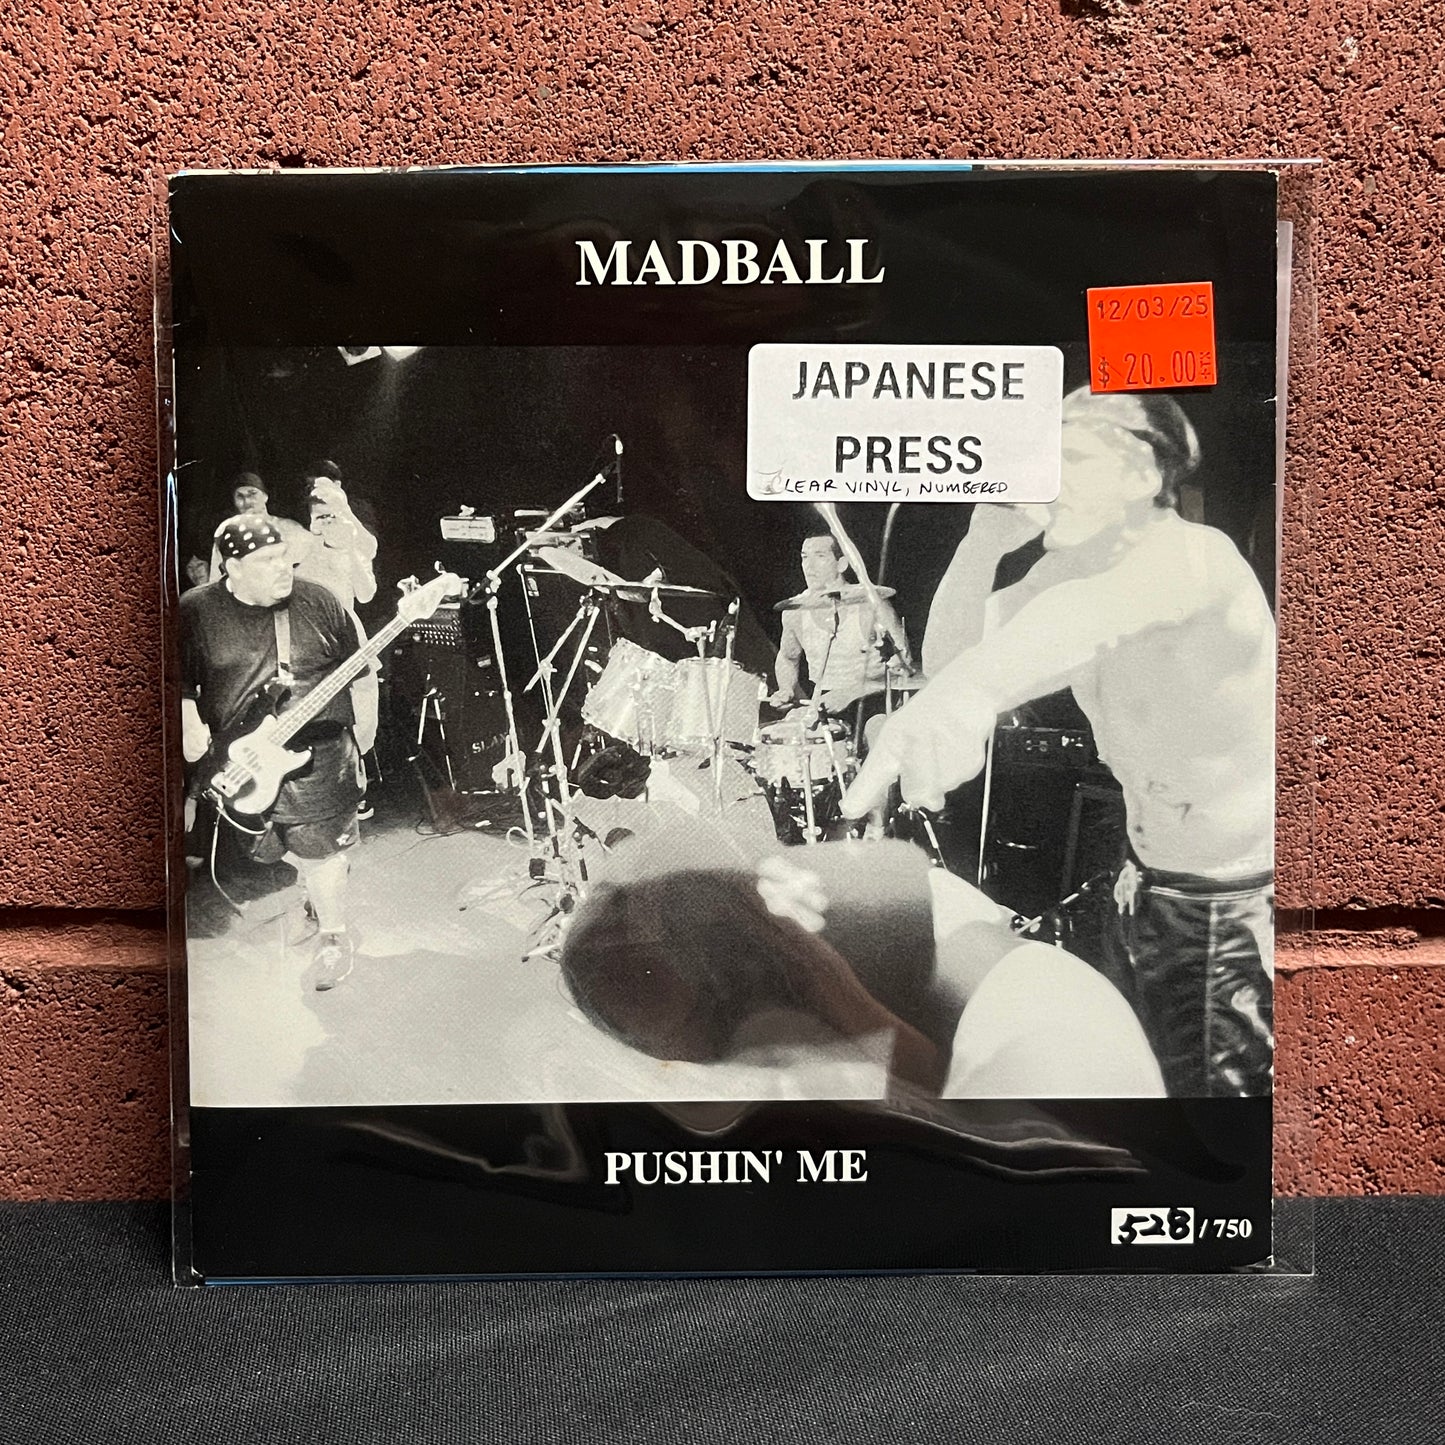 MADBALL
12/03/25
$ 20.00
JAPANESE
PRESS
CLEAR VINYL, NUMBERED
PUSHIN' ME
528 / 750